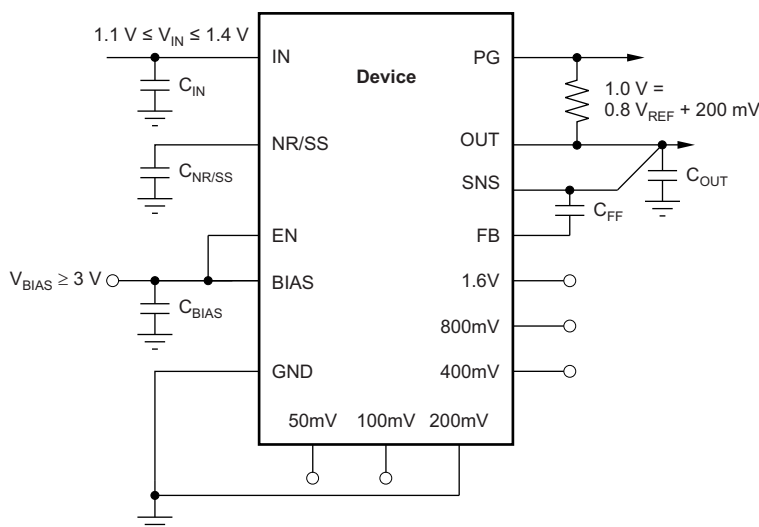 1.1 V ≤ V_IN ≤ 1.4 V
IN
Device
PG
C_IN
1.0 V =
0.8 V_REF + 200 mV
NR/SS
OUT
C_NR/SS
SNS
C_OUT
C_FF
EN
FB
V_BIAS ≥ 3 V
BIAS
1.6V
C_BIAS
800mV
GND
400mV
50mV
100mV
200mV